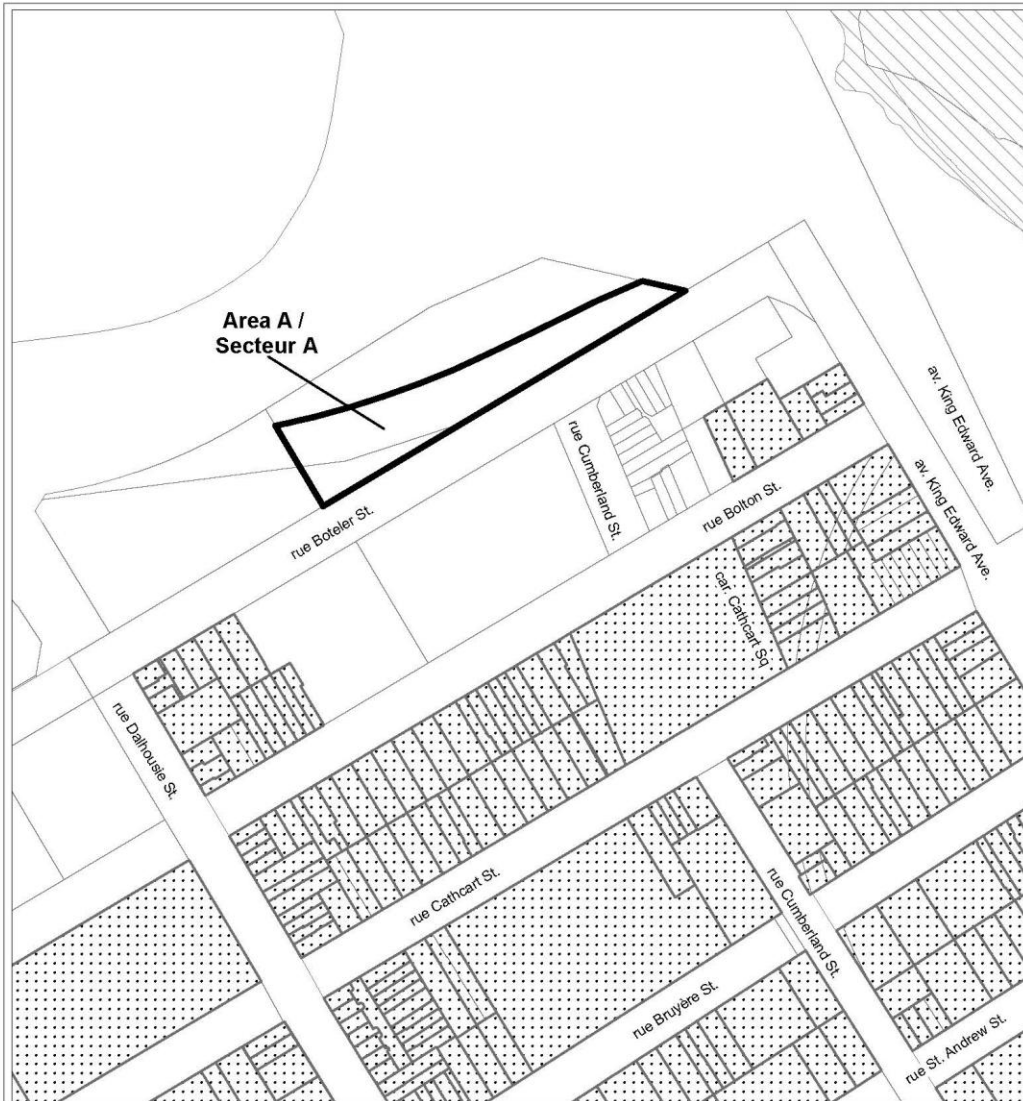 Area A /
Secteur A
av. King Edward Ave.
rue Cumberland St.
rue Bolton St.
rue Boteler St.
av. King Edward Ave.
car. Cathcart Sq
rue Dalhousie St.
rue Cathcart St.
rue Cumberland St.
rue Bruyère St.
rue St. Andrew St.